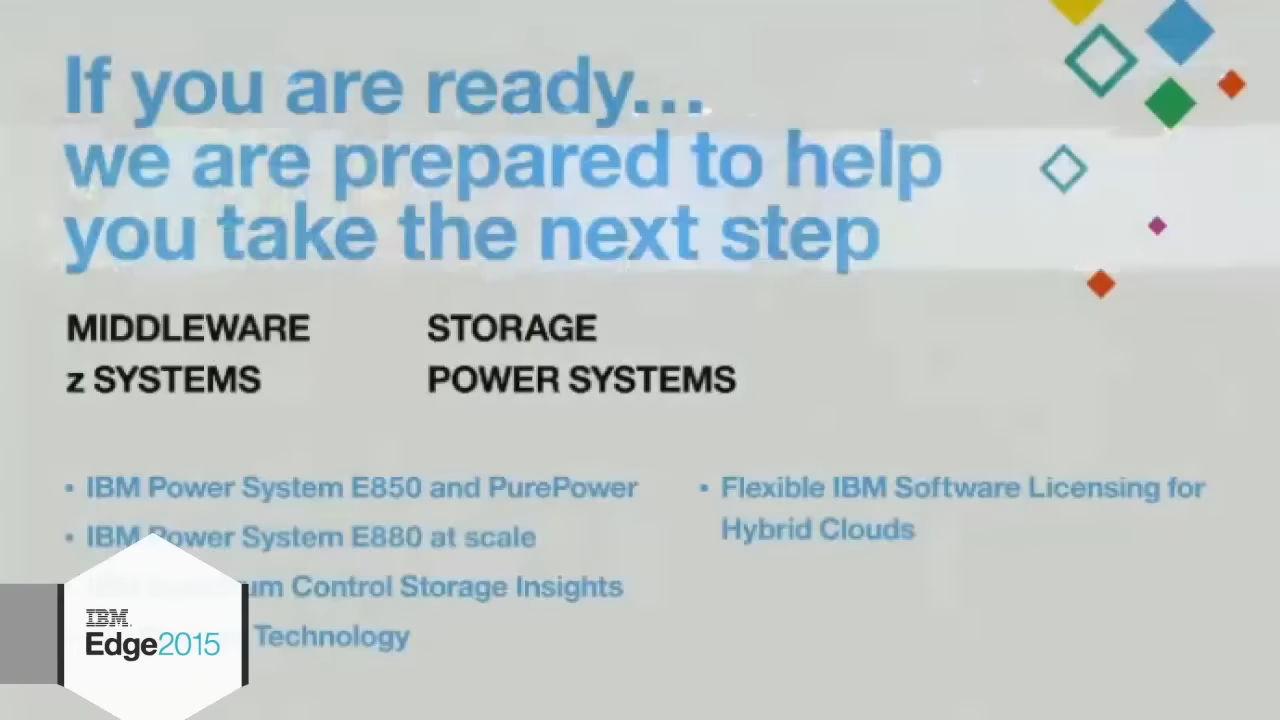 If you are ready...
we are prepared to help
you take the next step
MIDDLEWARE
STORAGE
z SYSTEMS
POWER SYSTEMS
• IBM Power System E850 and PurePower
• IBM Power System E880 at scale
Control Storage Insights
Technology
• Flexible IBM Software Licensing for
Hybrid Clouds
IBM
Edge2015